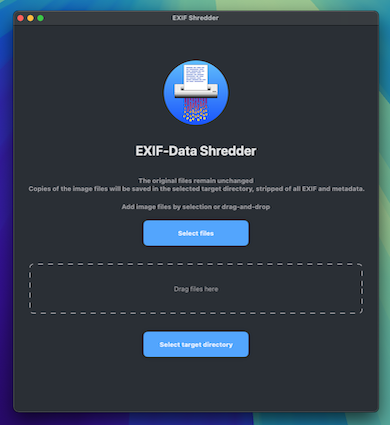 EXIF Shredder
EXIF-Data Shredder
The original files remain unchanged
Copies of the image files will be saved in the selected target directory, stripped of all EXIF and metadata.
Add image files by selection or drag-and-drop
Select files
Drag files here
Select target directory